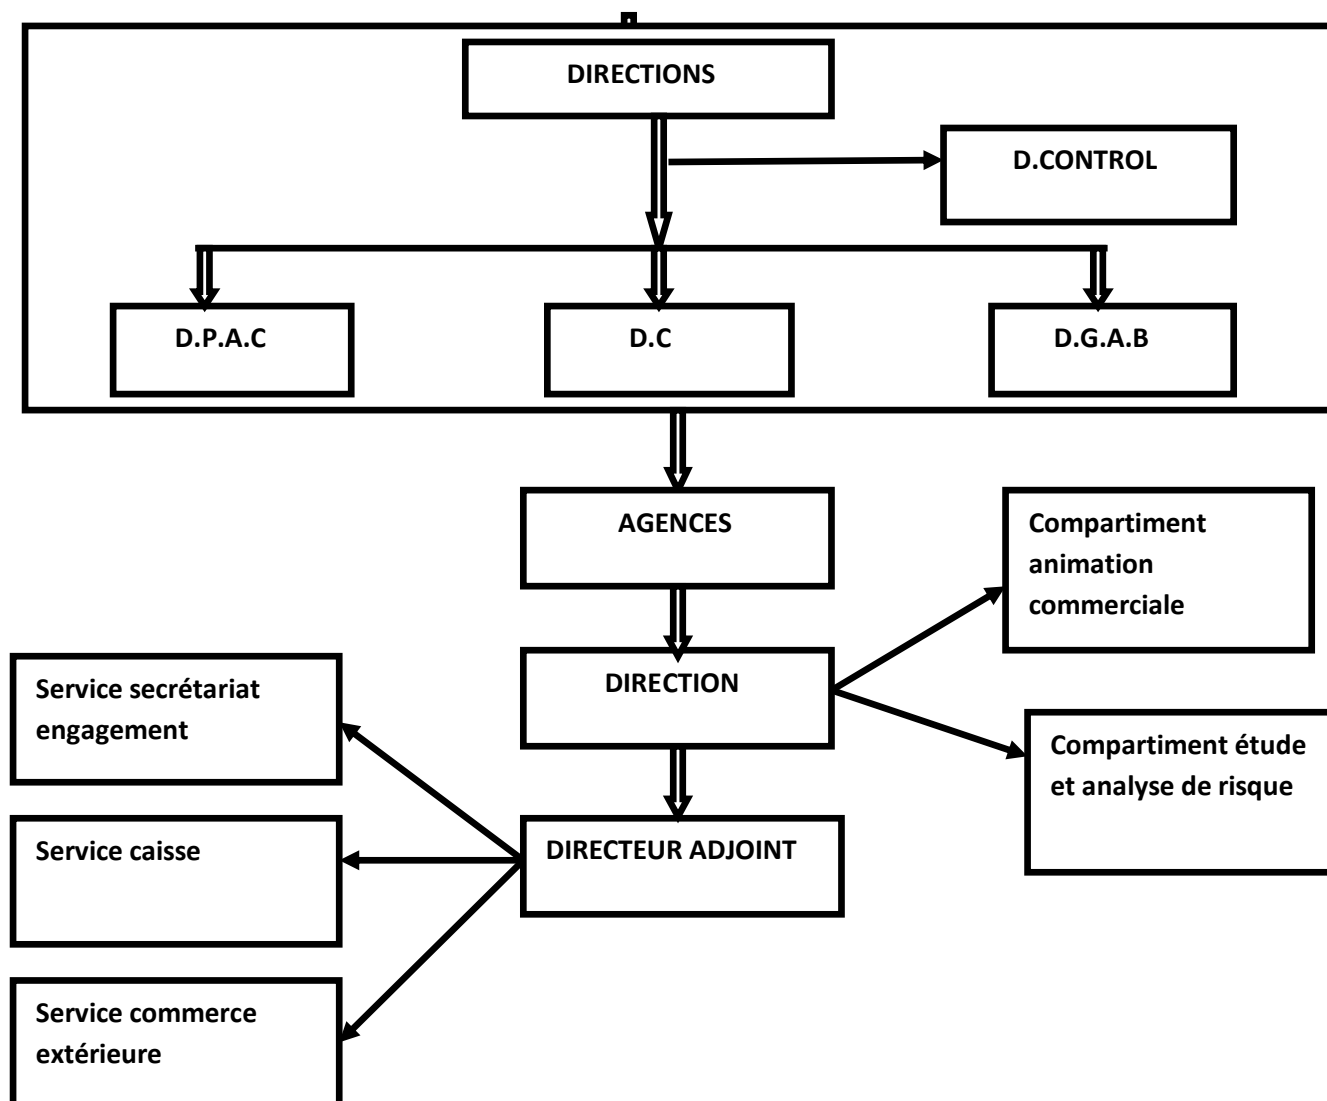 DIRECTIONS
D.CONTROL
D.P.A.C
D.C
D.G.A.B
AGENCES
Compartiment
animation
commerciale
DIRECTION
Service secrétariat
engagement
Compartiment étude
et analyse de risque
DIRECTEUR ADJOINT
Service caisse
Service commerce
extérieure